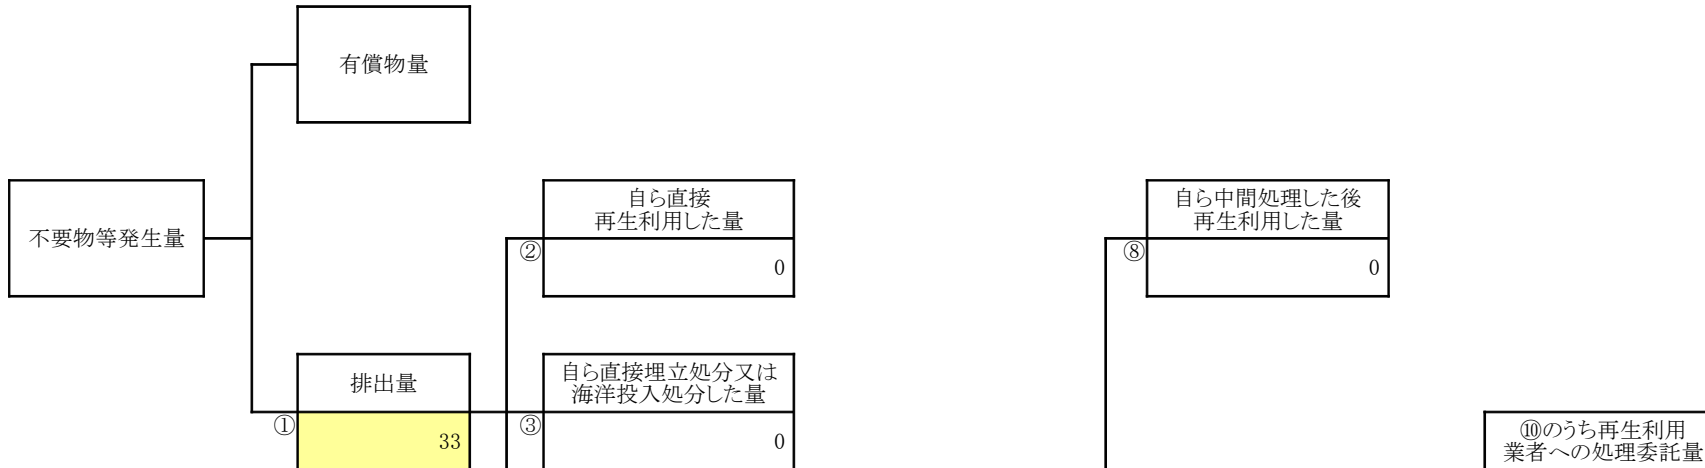 有償物量
不要物等発生量
自ら直接
再生利用した量
②
0
自ら中間処理した後
再生利用した量
⑧
0
排出量
①
33
自ら直接埋立処分又は
海洋投入処分した量
③
0
⑩のうち再生利用
業者への処理委託量